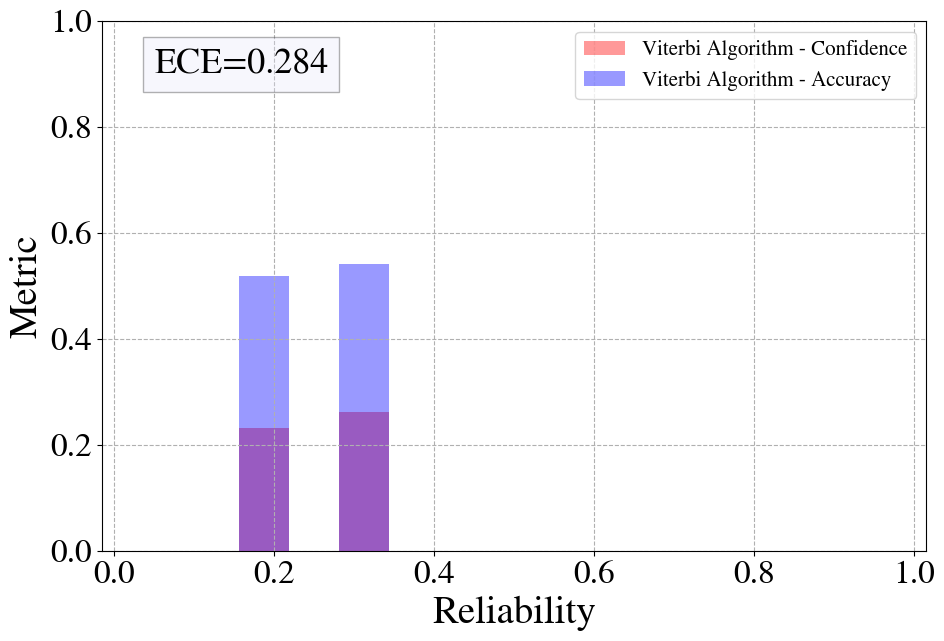 ECE=0.284
Viterbi Algorithm - Confidence
Viterbi Algorithm - Accuracy
Metric
1.0
0.8
0.6
0.4
0.2
0.0
0.0 0.2 0.4 0.6 0.8 1.0
Reliability